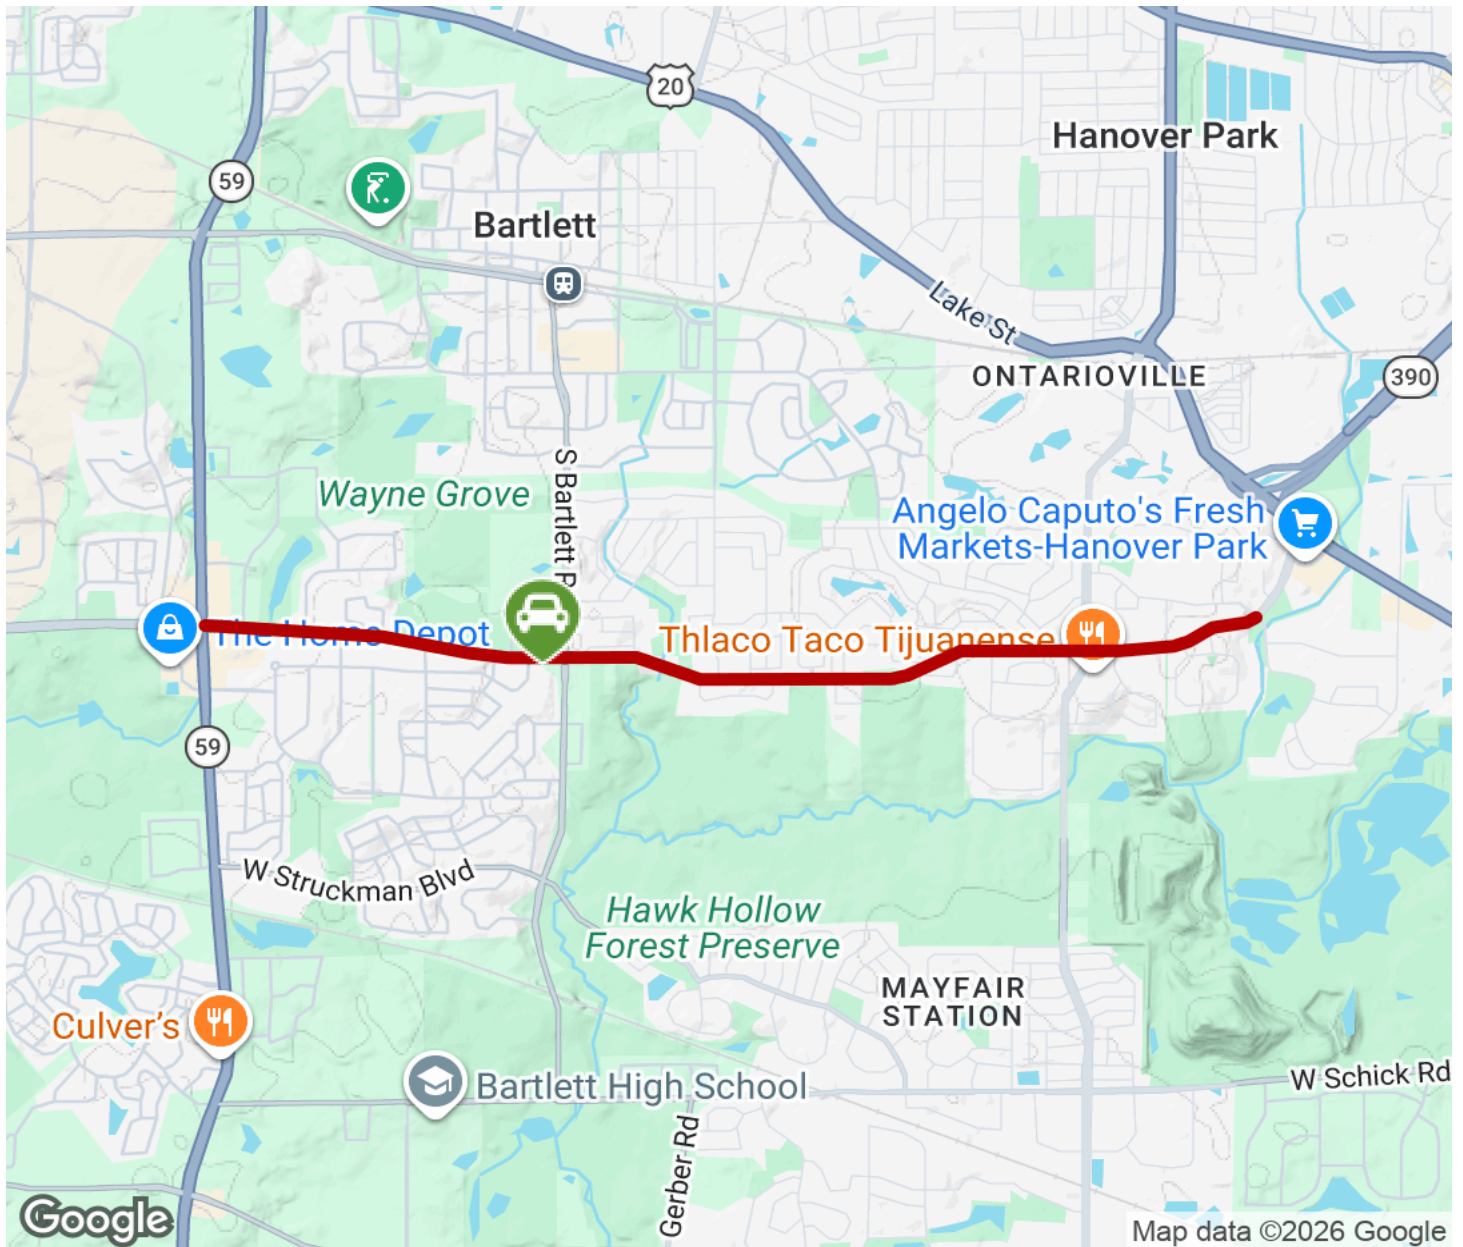 20
Hanover Park
59
Bartlett
Lake St
ONTARIOVILLE
390
S Bartlett R
Wayne Grove
Angelo Caputo's Fresh
Markets-Hanover Park
The Home Depot
Thlaco Taco Tijuanense
59
W Struckman Blvd
Hawk Hollow
Forest Preserve
MAYFAIR
STATION
Culver's
Bartlett High School
W Schick Rd
Gerber Rd
Google
Map data ©2026 Google